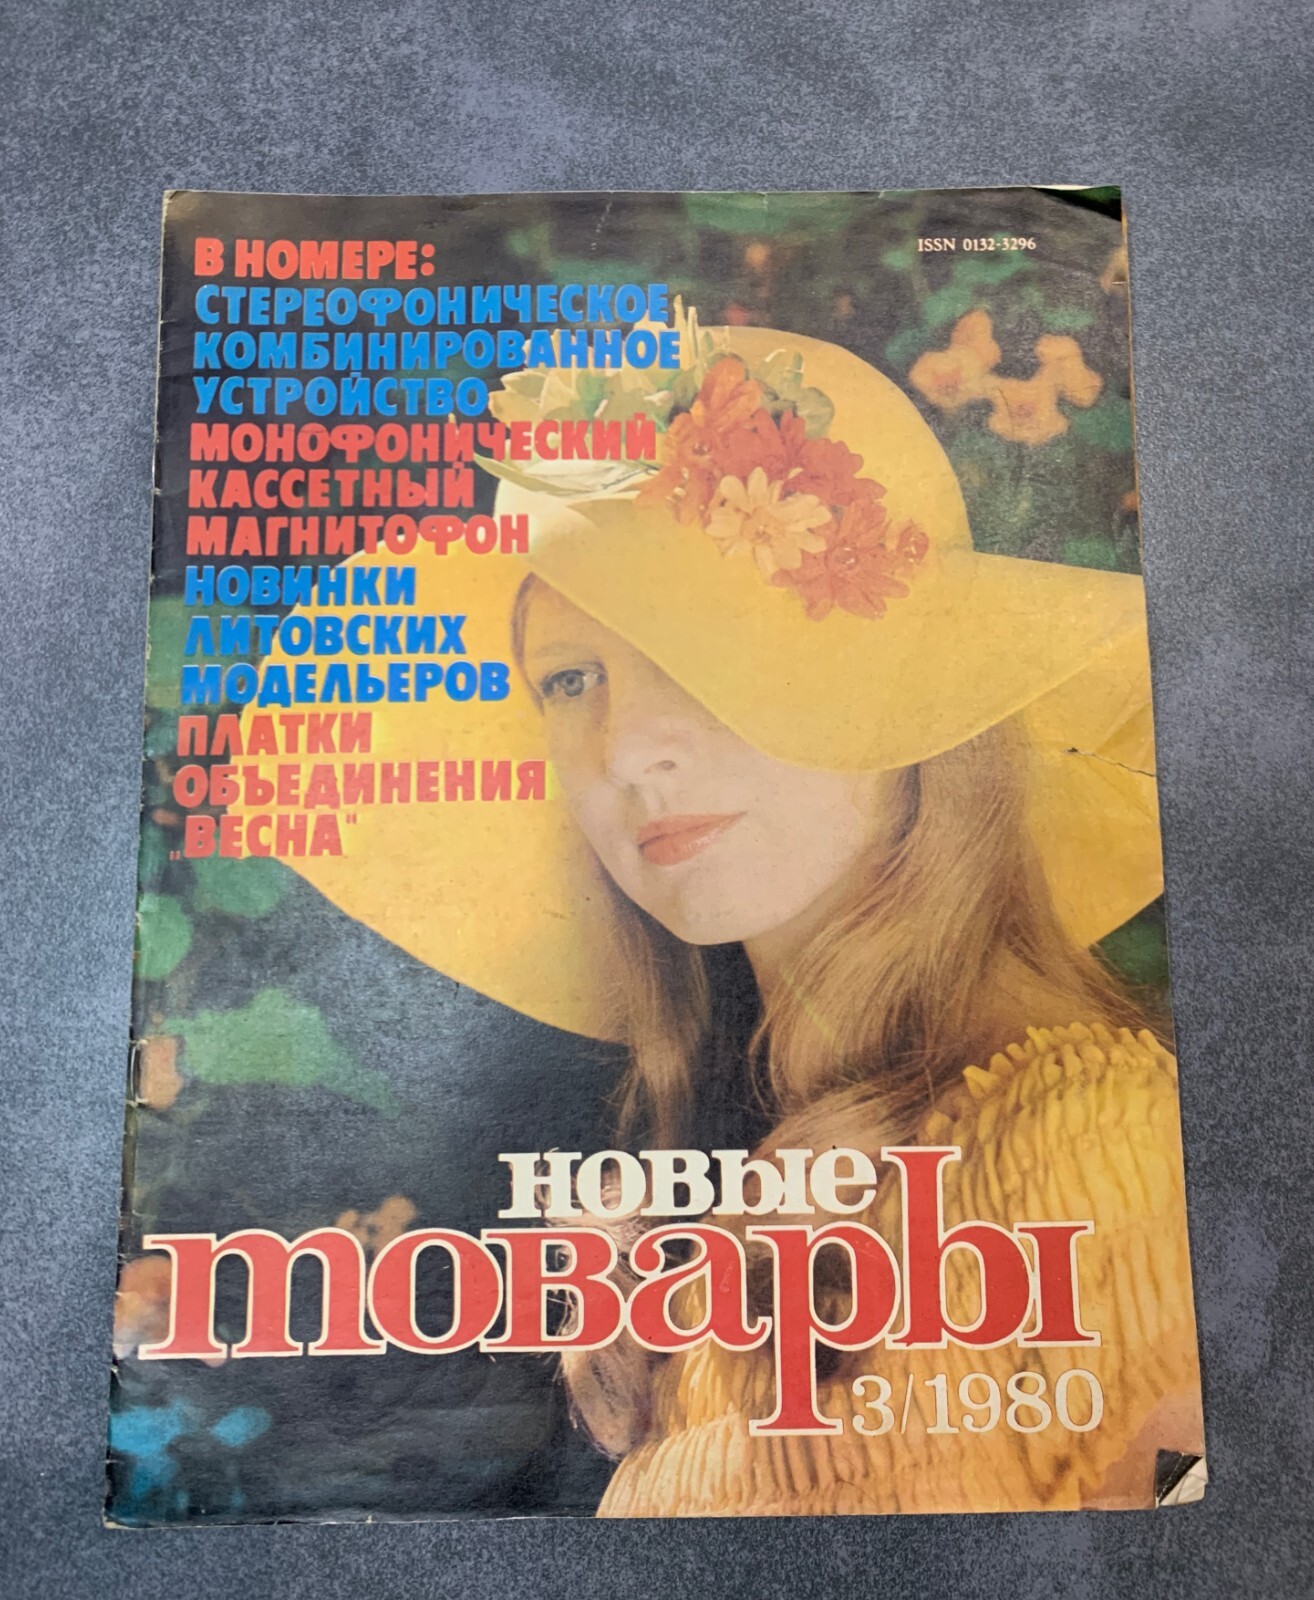 В НОМЕРЕ:
СТЕРЕОФОНИЧЕСКОЕ
КОМБИНИРОВАННОЕ
УСТРОЙСТВО
МОНОФОНИЧЕСКИЙ
КАССЕТНЫЙ
МАГНИТОФОН
НОВИНКИ
ЛИТОВСКИХ
МОДЕЛЬЕРОВ
ПЛАТКИ
ОБЪЕДИНЕНИЯ
„ВЕСНА“
ISSN 0132-3296
новые
товары
3/1980